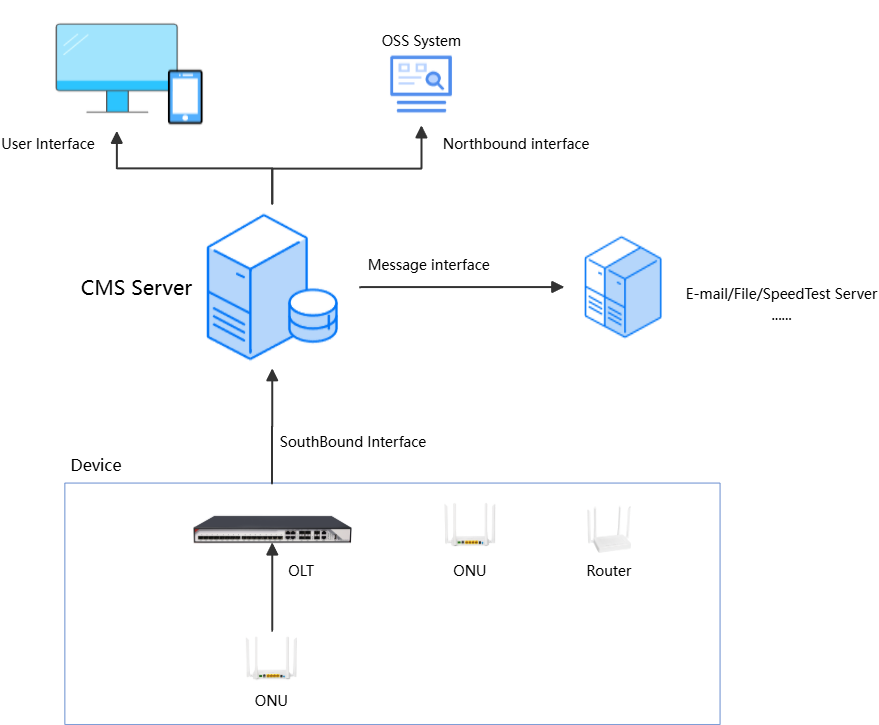 OSS System
User Interface
Northbound interface
Message interface
CMS Server
E-mail/File/SpeedTest Server
......
SouthBound Interface
Device
OLT
ONU
Router
ONU